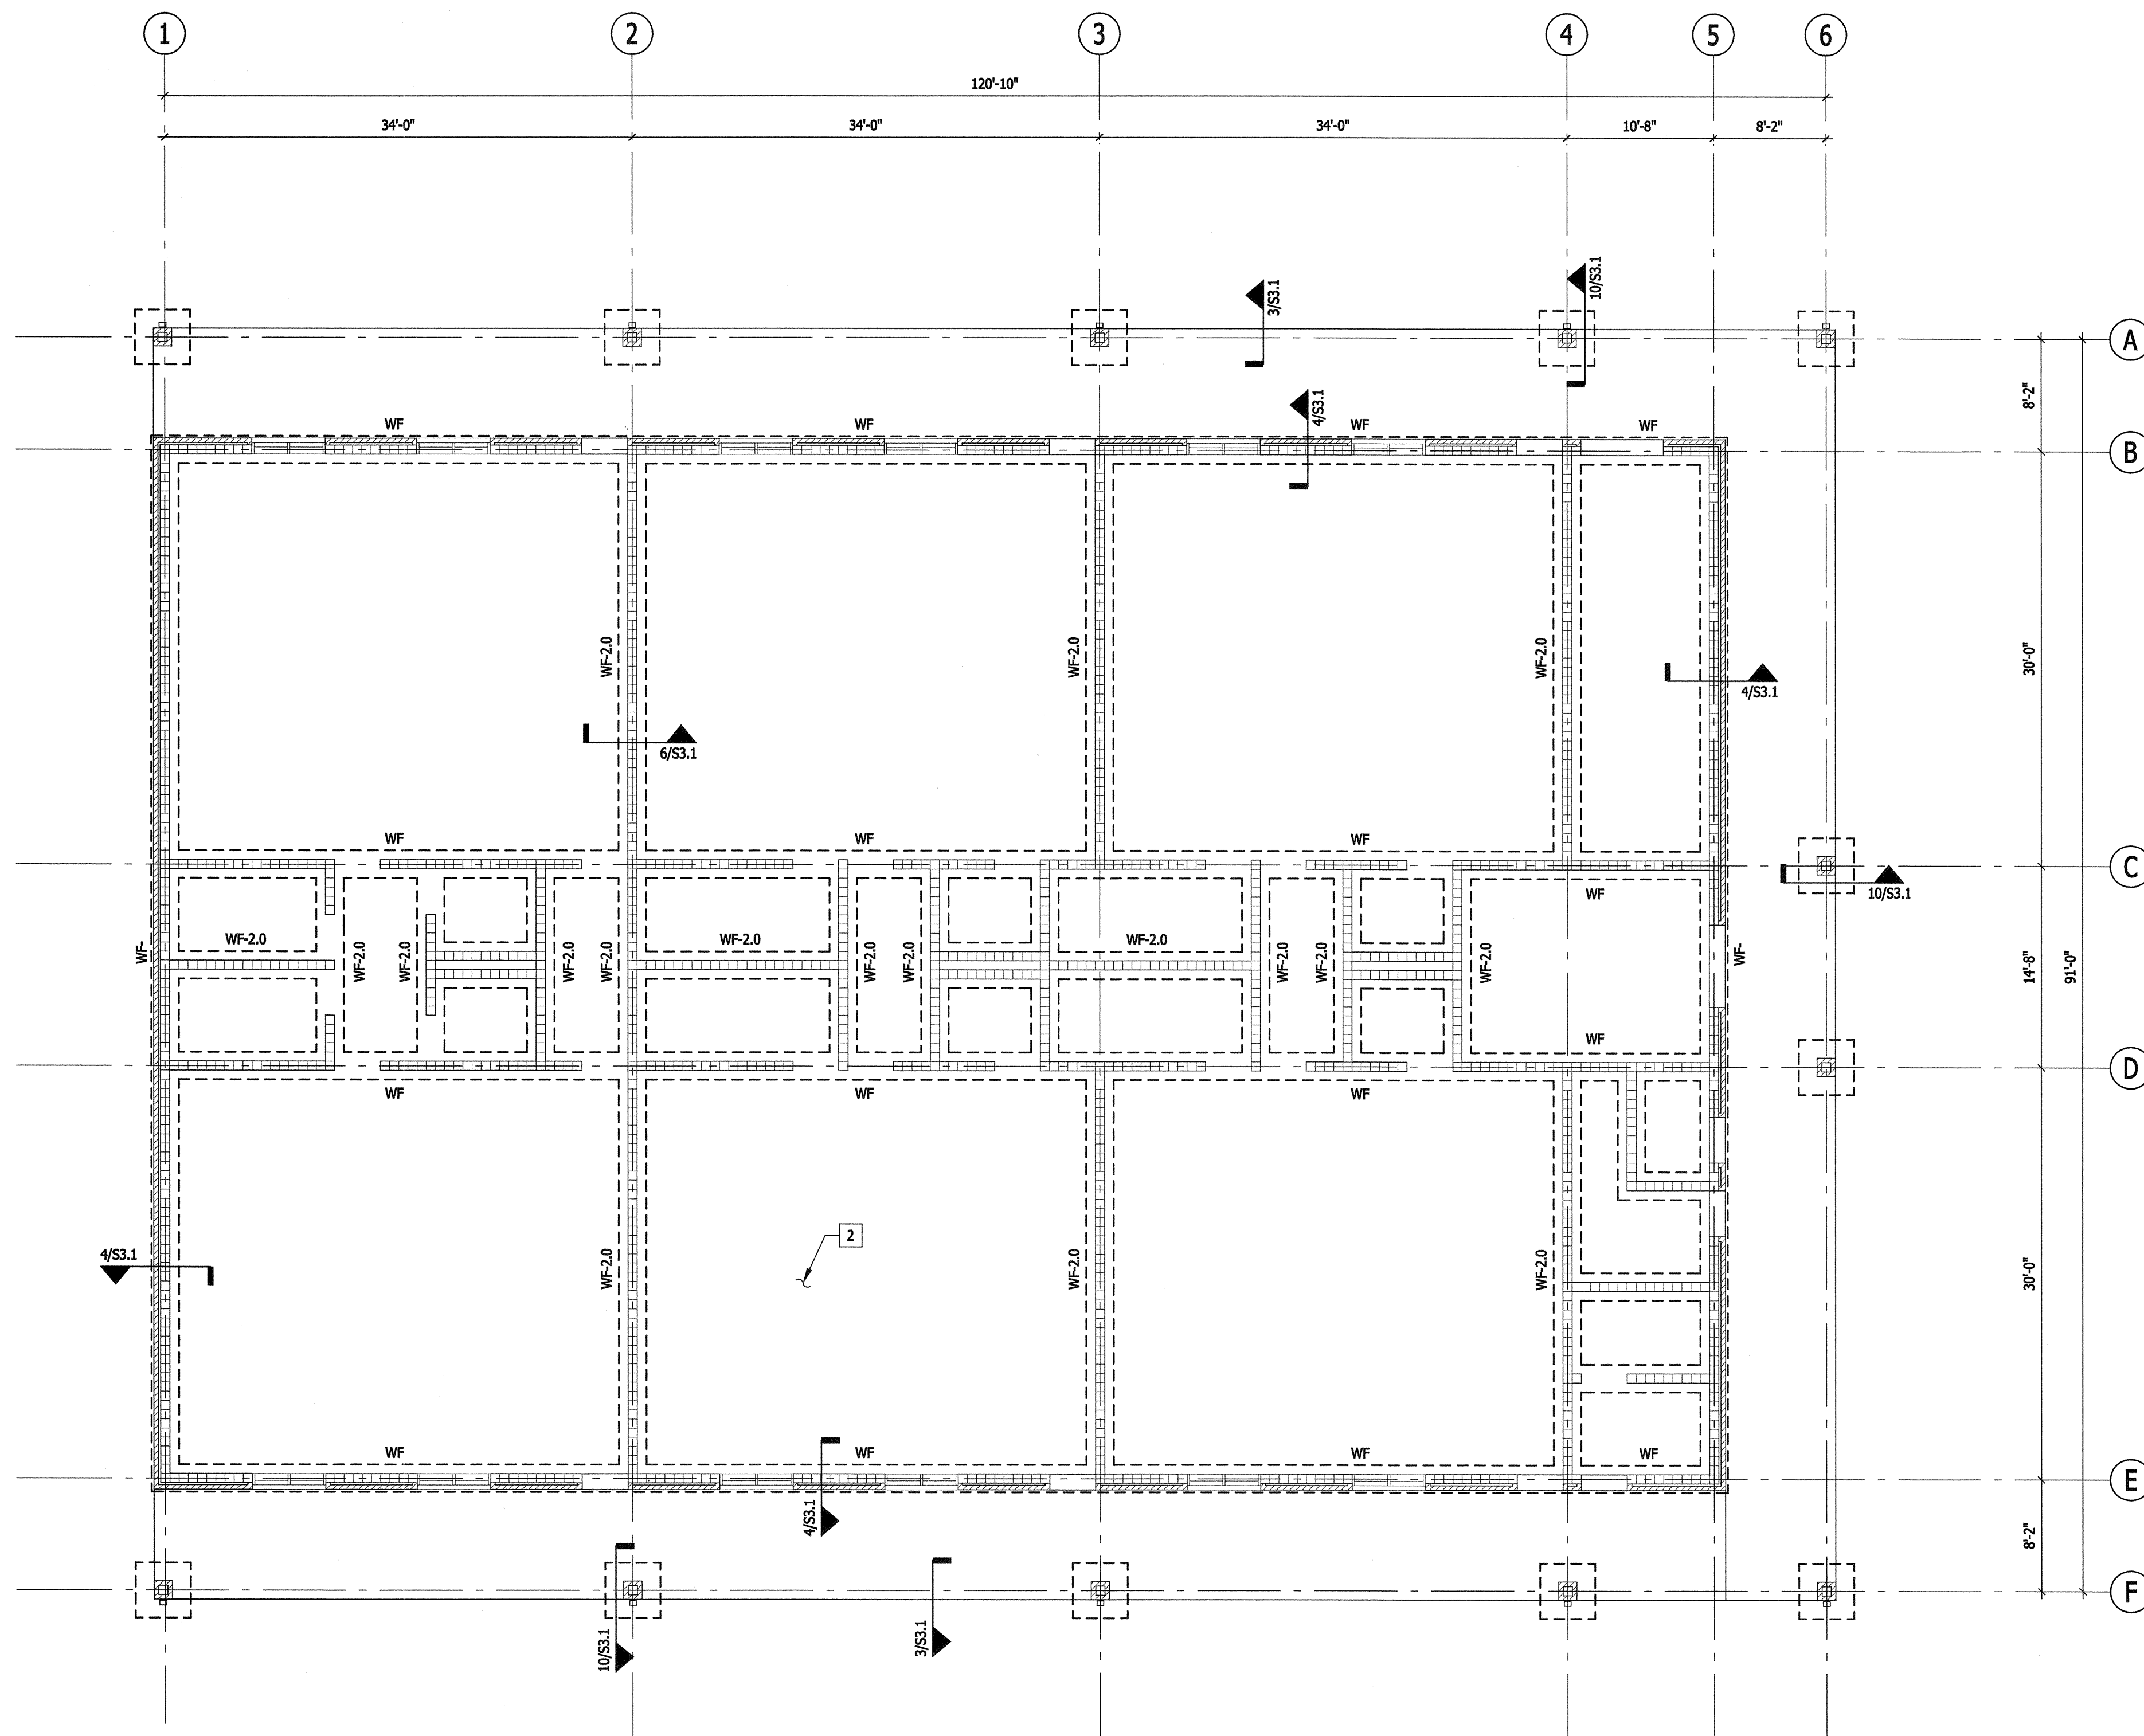 1 2 3 4 5 6
120'-10"
34'-0" 34'-0" 34'-0" 10'-8" 8'-2"
10/S3.1
3/S3.1
A
8'-2"
4/S3.1
WF WF WF WF
B
WF-2.0 WF-2.0 WF-2.0 30'-0"
4/S3.1
6/S3.1
WF WF WF
C
WF 10/S3.1
WF-2.0 WF-2.0 WF-2.0
WF- WF-2.0 WF-2.0 WF-2.0 WF-2.0 WF-2.0 WF-2.0 WF-2.0 WF-2.0 WF-2.0 WF- 14'-8" 91'-0"
WF
D
WF WF WF
2
4/S3.1
WF-2.0 WF-2.0 WF-2.0 30'-0"
WF WF WF WF
E
4/S3.1
8'-2"
F
10/S3.1 3/S3.1